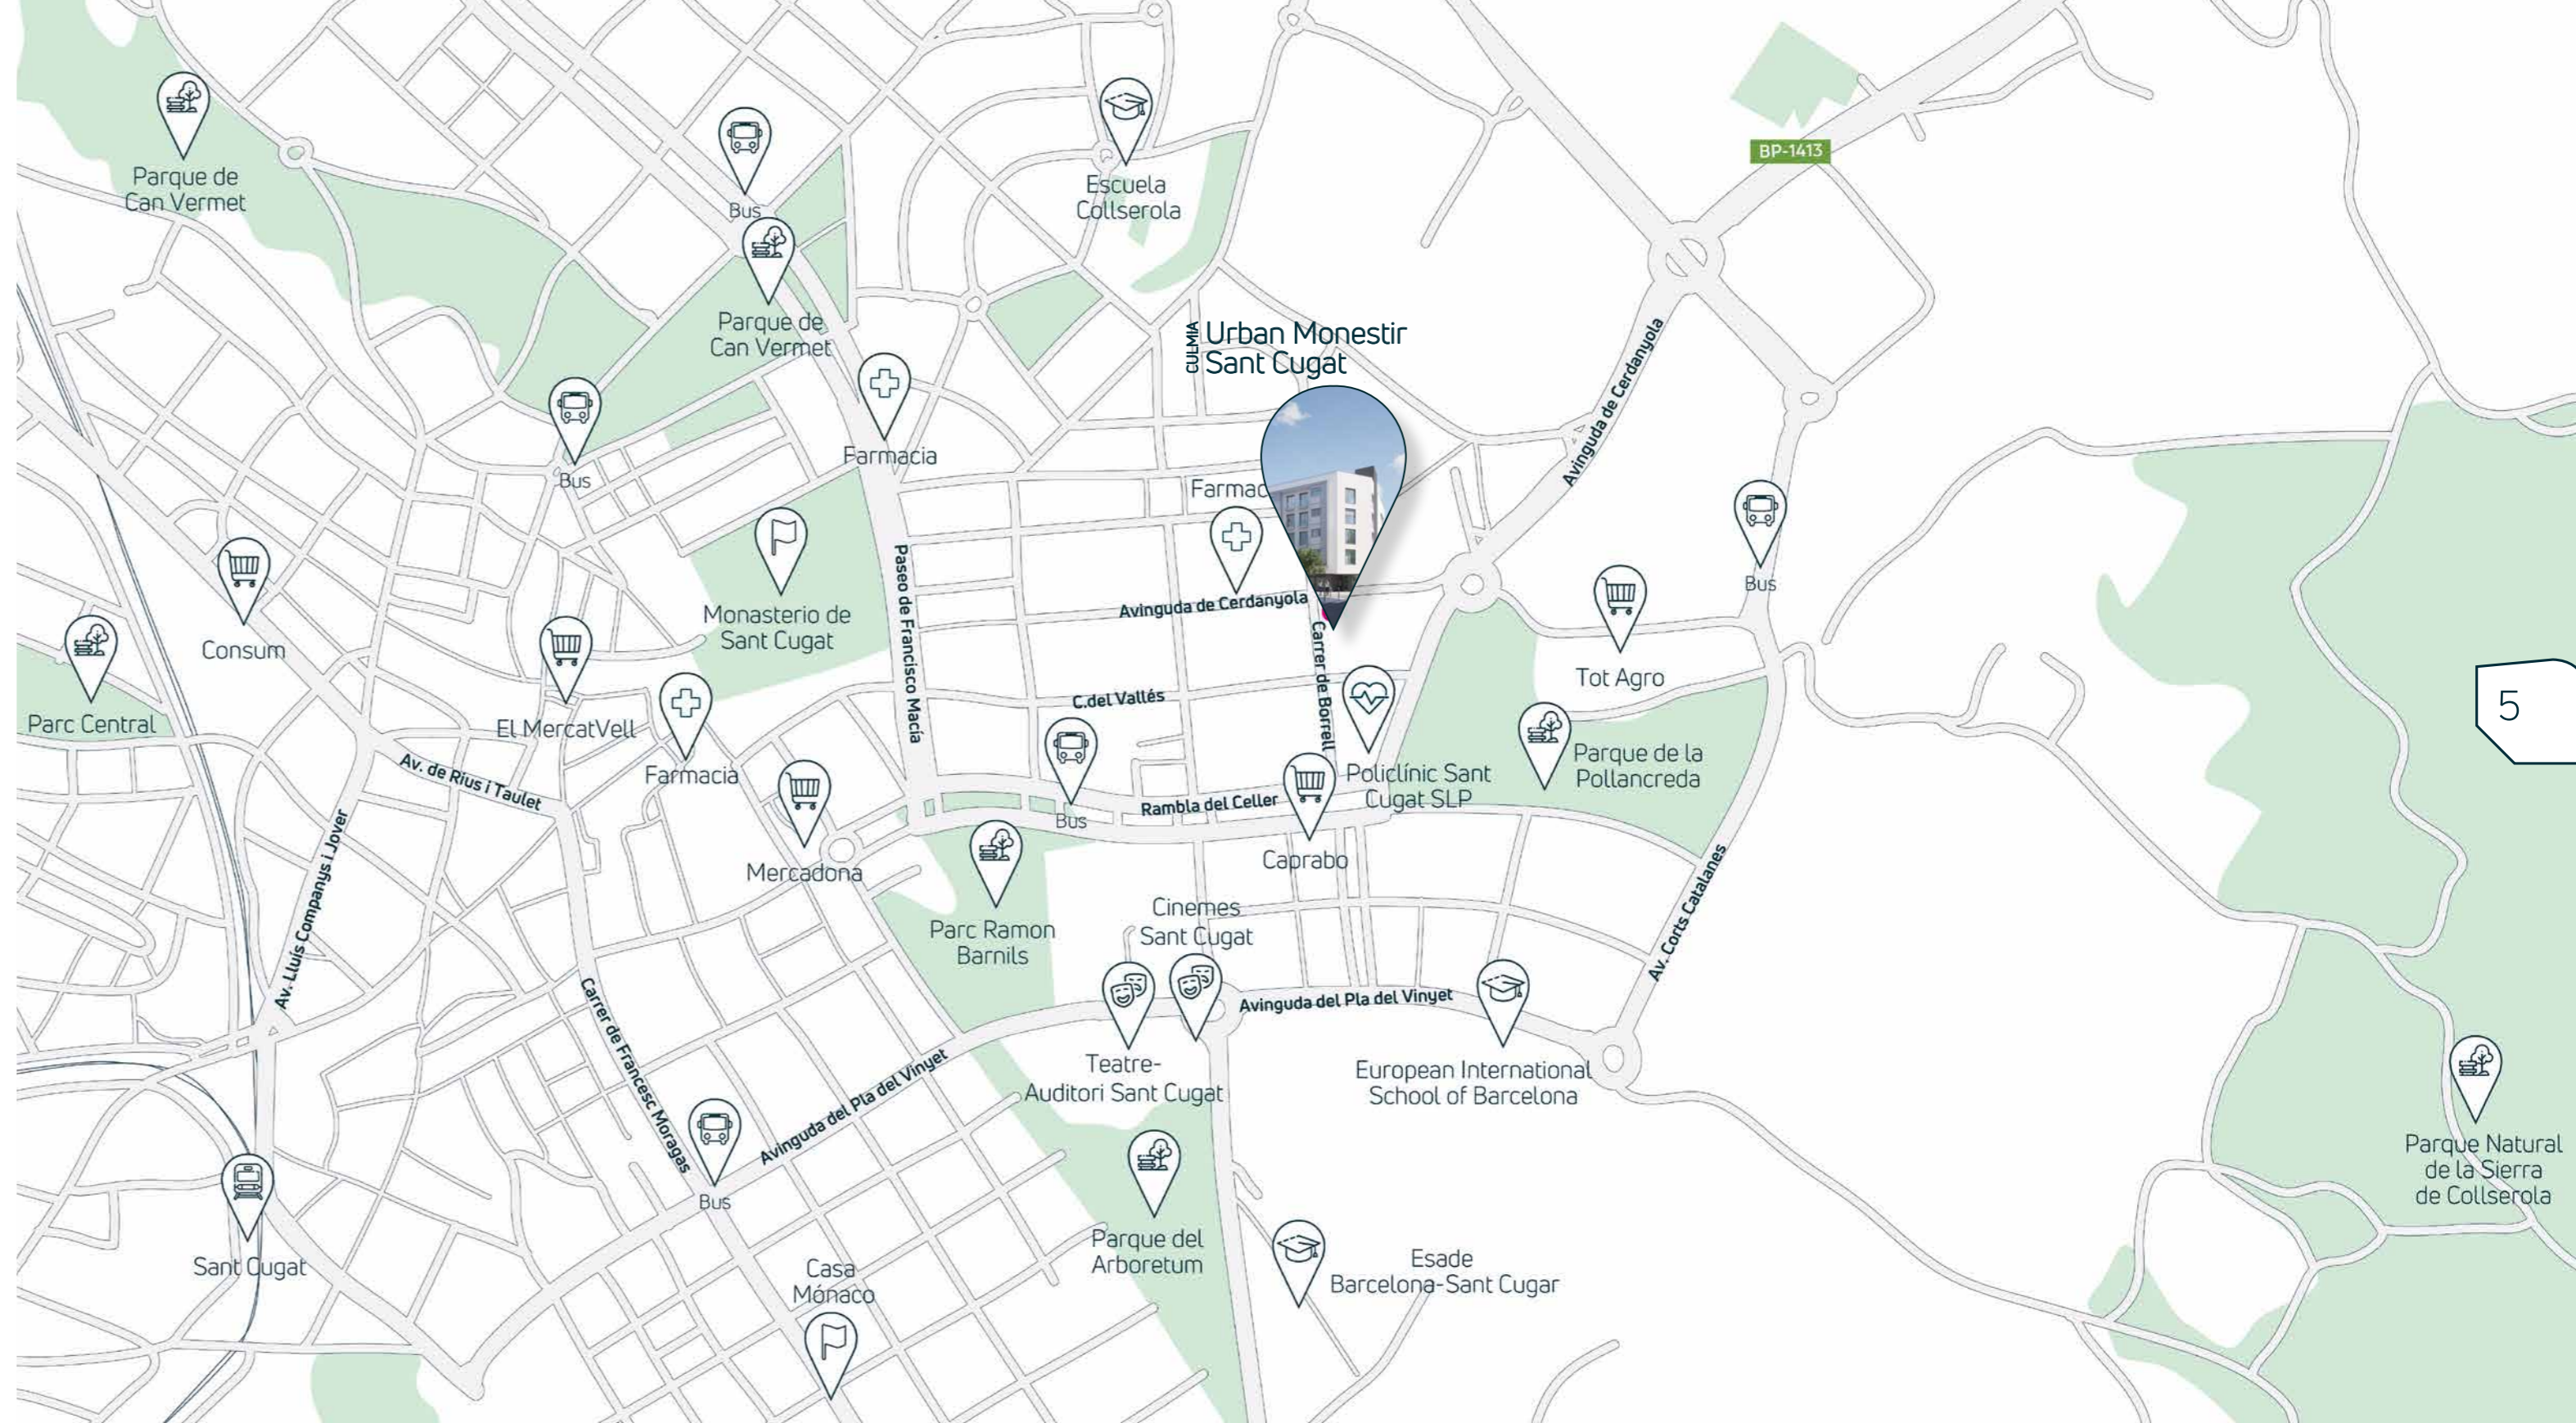 BP-1413
Parque de
Can Vermet
Bus
Escuela
Collserola
Parque de
Can Vermet
CULMIA
Urban Monestir
Sant Cugat
Avinguda de Cerdanyola
Farmacia
Bus
Farmac
Paseo de Francisco Macía
Bus
Avinguda de Cerdanyola
Monasterio de
Sant Cugat
Consum
Carrer de Borrell
Tot Agro
C.del Vallés
Parc Central
El MercatVell
Farmacia
Parque de la
Pollancreda
Policlínic Sant
Cugat SLP
5
Av. de Rius i Taulet
Rambla del Celler
Bus
Mercadona
Caprabo
Av. Lluís Companys i Jover
Av. Corts Catalanes
Parc Ramon
Barnils
Cinemes
Sant Cugat
Avinguda del Pla del Vinyet
Carrer de Francesc Moragas
Teatre-
Auditori Sant Cugat
European International
School of Barcelona
Avinguda del Pla del Vinyet
Parque Natural
de la Sierra
de Collserola
Bus
Parque del
Arboretum
Sant Cugat
Casa
Mónaco
Esade
Barcelona-Sant Cugar